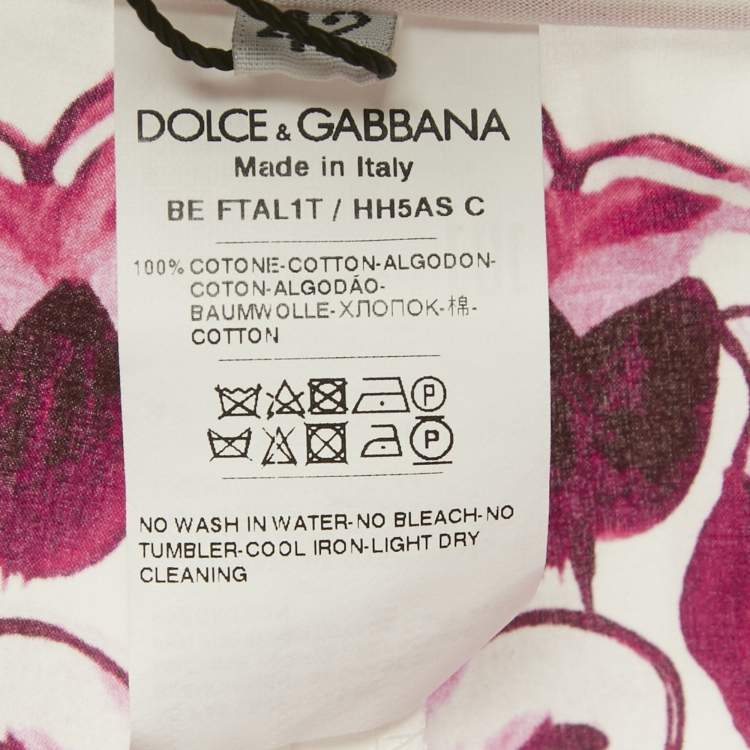 42
DOLCE & GABBANA
Made in Italy
BE FTAL1T / HH5AS C
100% COTONE-COTTON-ALGODON-
COTON-ALGODÃO-
BAUMWOLLE-ХЛОПОК-棉-
COTTON
P
P
NO WASH IN WATER-NO BLEACH-NO
TUMBLER-COOL IRON-LIGHT DRY
CLEANING